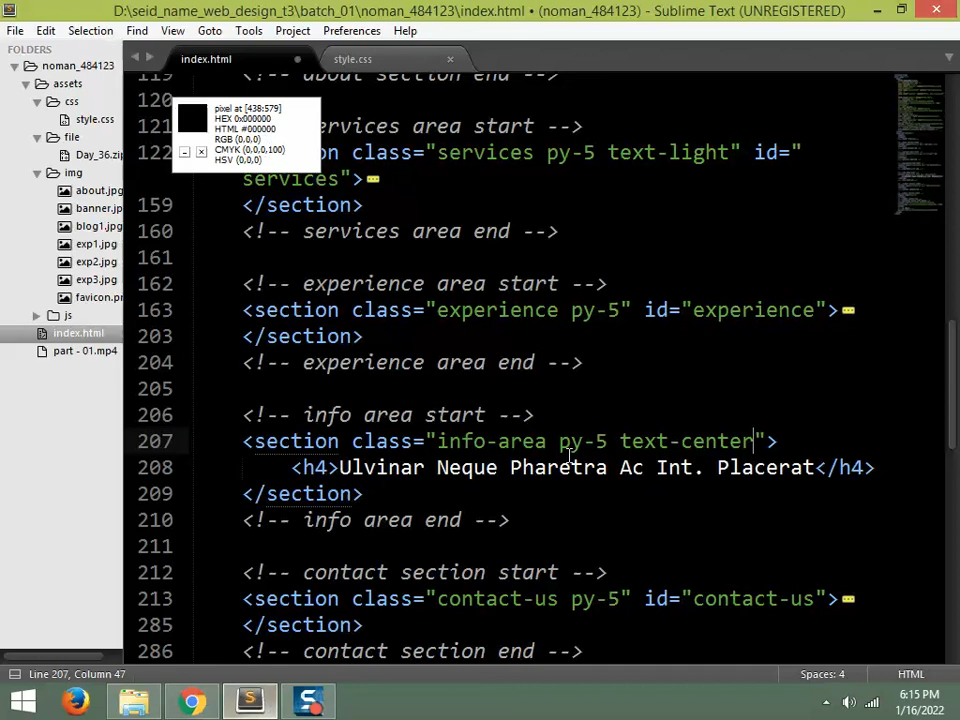 D:\seid_name_web_design_t3\batch_01\noman_484123\index.html • (noman_484123) - Sublime Text (UNREGISTERED)
File Edit Selection Find View Goto Tools Project Preferences Help
FOLDERS
noman_484123
assets
css
style.css
file
Day_36.zip
img
about.jpg
banner.jp
blog1.jpg
exp1.jpg
exp2.jpg
exp3.jpg
favicon.pr
js
index.html
part - 01.mp4
index.html style.css
pixel at [438:579]
HEX 0x000000
HTML #000000
RGB (0,0,0)
CMYK (0,0,0,100)
HSV (0,0,0)
119 <!-- about section end -->
120
121 ervices area start -->
122 on class="services py-5 text-light" id="
services">
159 </section>
160 <!-- services area end -->
161
162 <!-- experience area start -->
163 <section class="experience py-5" id="experience">
203 </section>
204 <!-- experience area end -->
205
206 <!-- info area start -->
207 <section class="info-area py-5 text-center">
208 <h4>Ulvinar Neque Pharetra Ac Int. Placerat</h4>
209 </section>
210 <!-- info area end -->
211
212 <!-- contact section start -->
213 <section class="contact-us py-5" id="contact-us">
285 </section>
286 <!-- contact section end -->
Line 207, Column 47 Spaces: 4 HTML
6:15 PM
1/16/2022